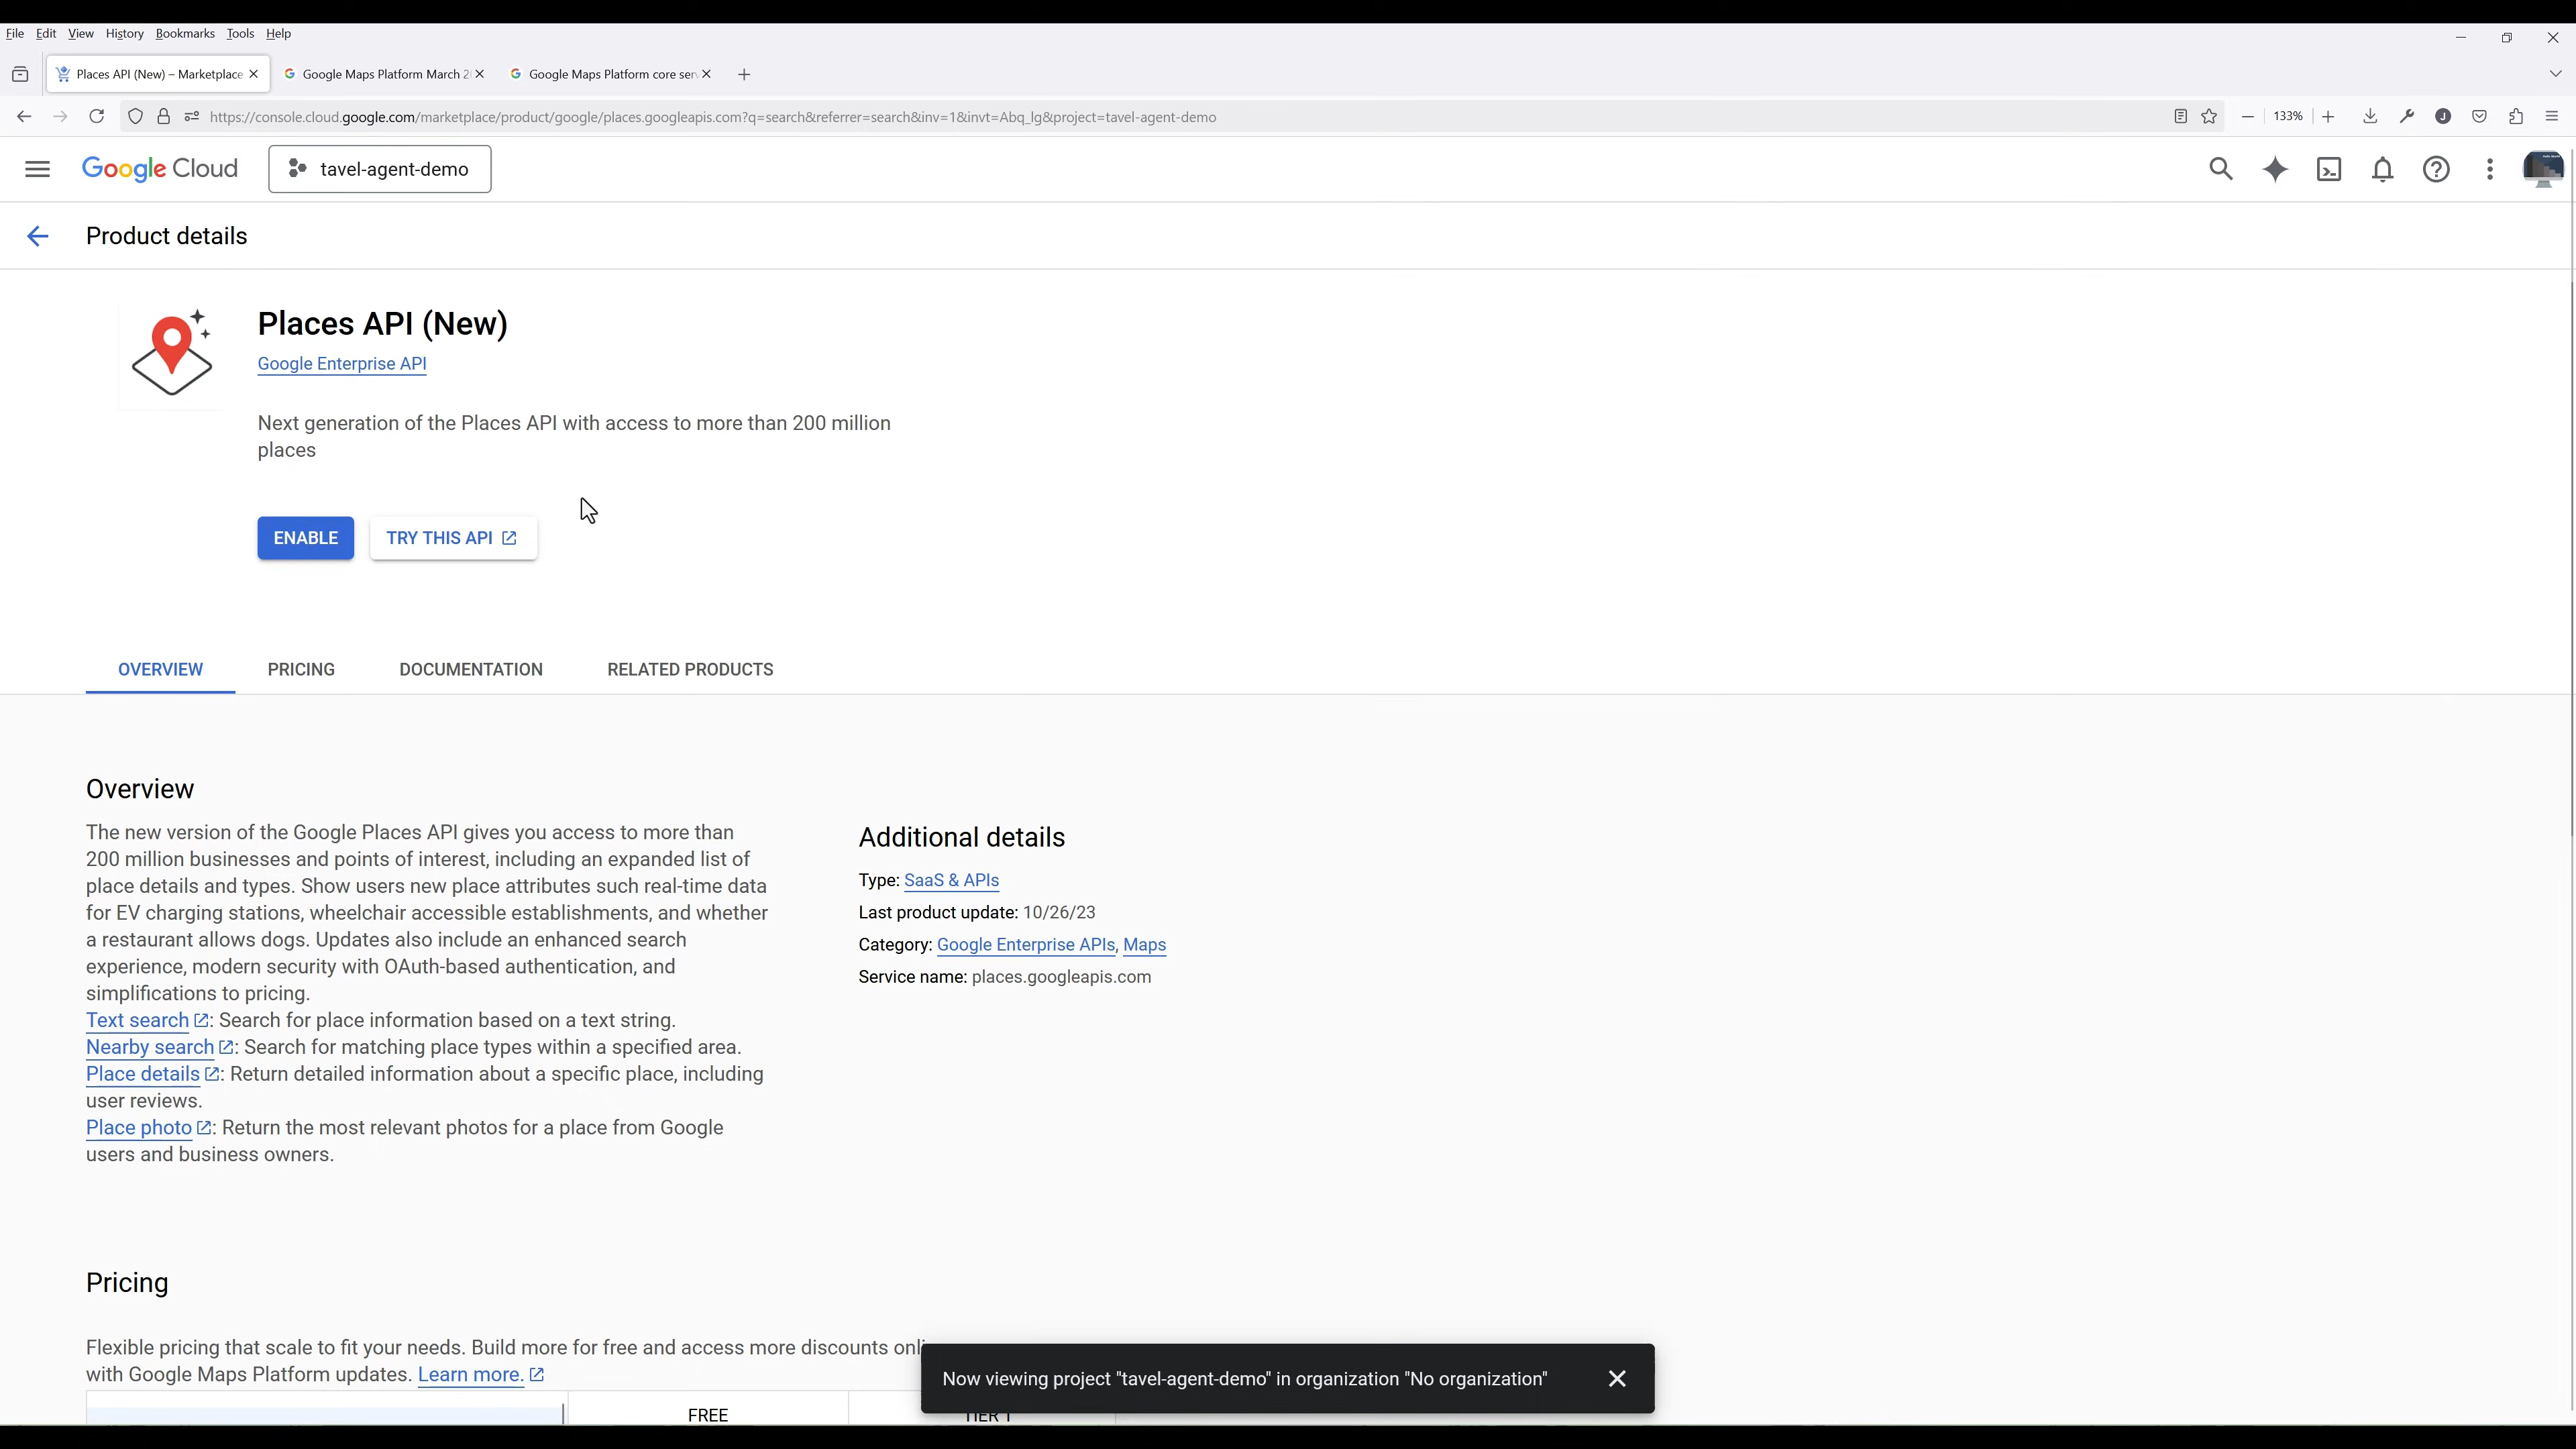 File Edit View History Bookmarks Tools Help
Places API (New) – Marketplace
Google Maps Platform March 2
Google Maps Platform core ser
https://console.cloud.google.com/marketplace/product/google/places.googleapis.com?q=search&referrer=search&inv=1&invt=Abq_lg&project=tavel-agent-demo
133%
J
Google Cloud
tavel-agent-demo
Product details
Places API (New)
Google Enterprise API
Next generation of the Places API with access to more than 200 million
places
ENABLE
TRY THIS API
OVERVIEW
PRICING
DOCUMENTATION
RELATED PRODUCTS
Overview
The new version of the Google Places API gives you access to more than
200 million businesses and points of interest, including an expanded list of
place details and types. Show users new place attributes such real-time data
for EV charging stations, wheelchair accessible establishments, and whether
a restaurant allows dogs. Updates also include an enhanced search
experience, modern security with OAuth-based authentication, and
simplifications to pricing.
Text search : Search for place information based on a text string.
Nearby search : Search for matching place types within a specified area.
Place details : Return detailed information about a specific place, including
user reviews.
Place photo : Return the most relevant photos for a place from Google
users and business owners.
Additional details
Type: SaaS & APIs
Last product update: 10/26/23
Category: Google Enterprise APIs, Maps
Service name: places.googleapis.com
Pricing
Flexible pricing that scale to fit your needs. Build more for free and access more discounts
with Google Maps Platform updates. Learn more.
FREE
TIER 1
Now viewing project "tavel-agent-demo" in organization "No organization"